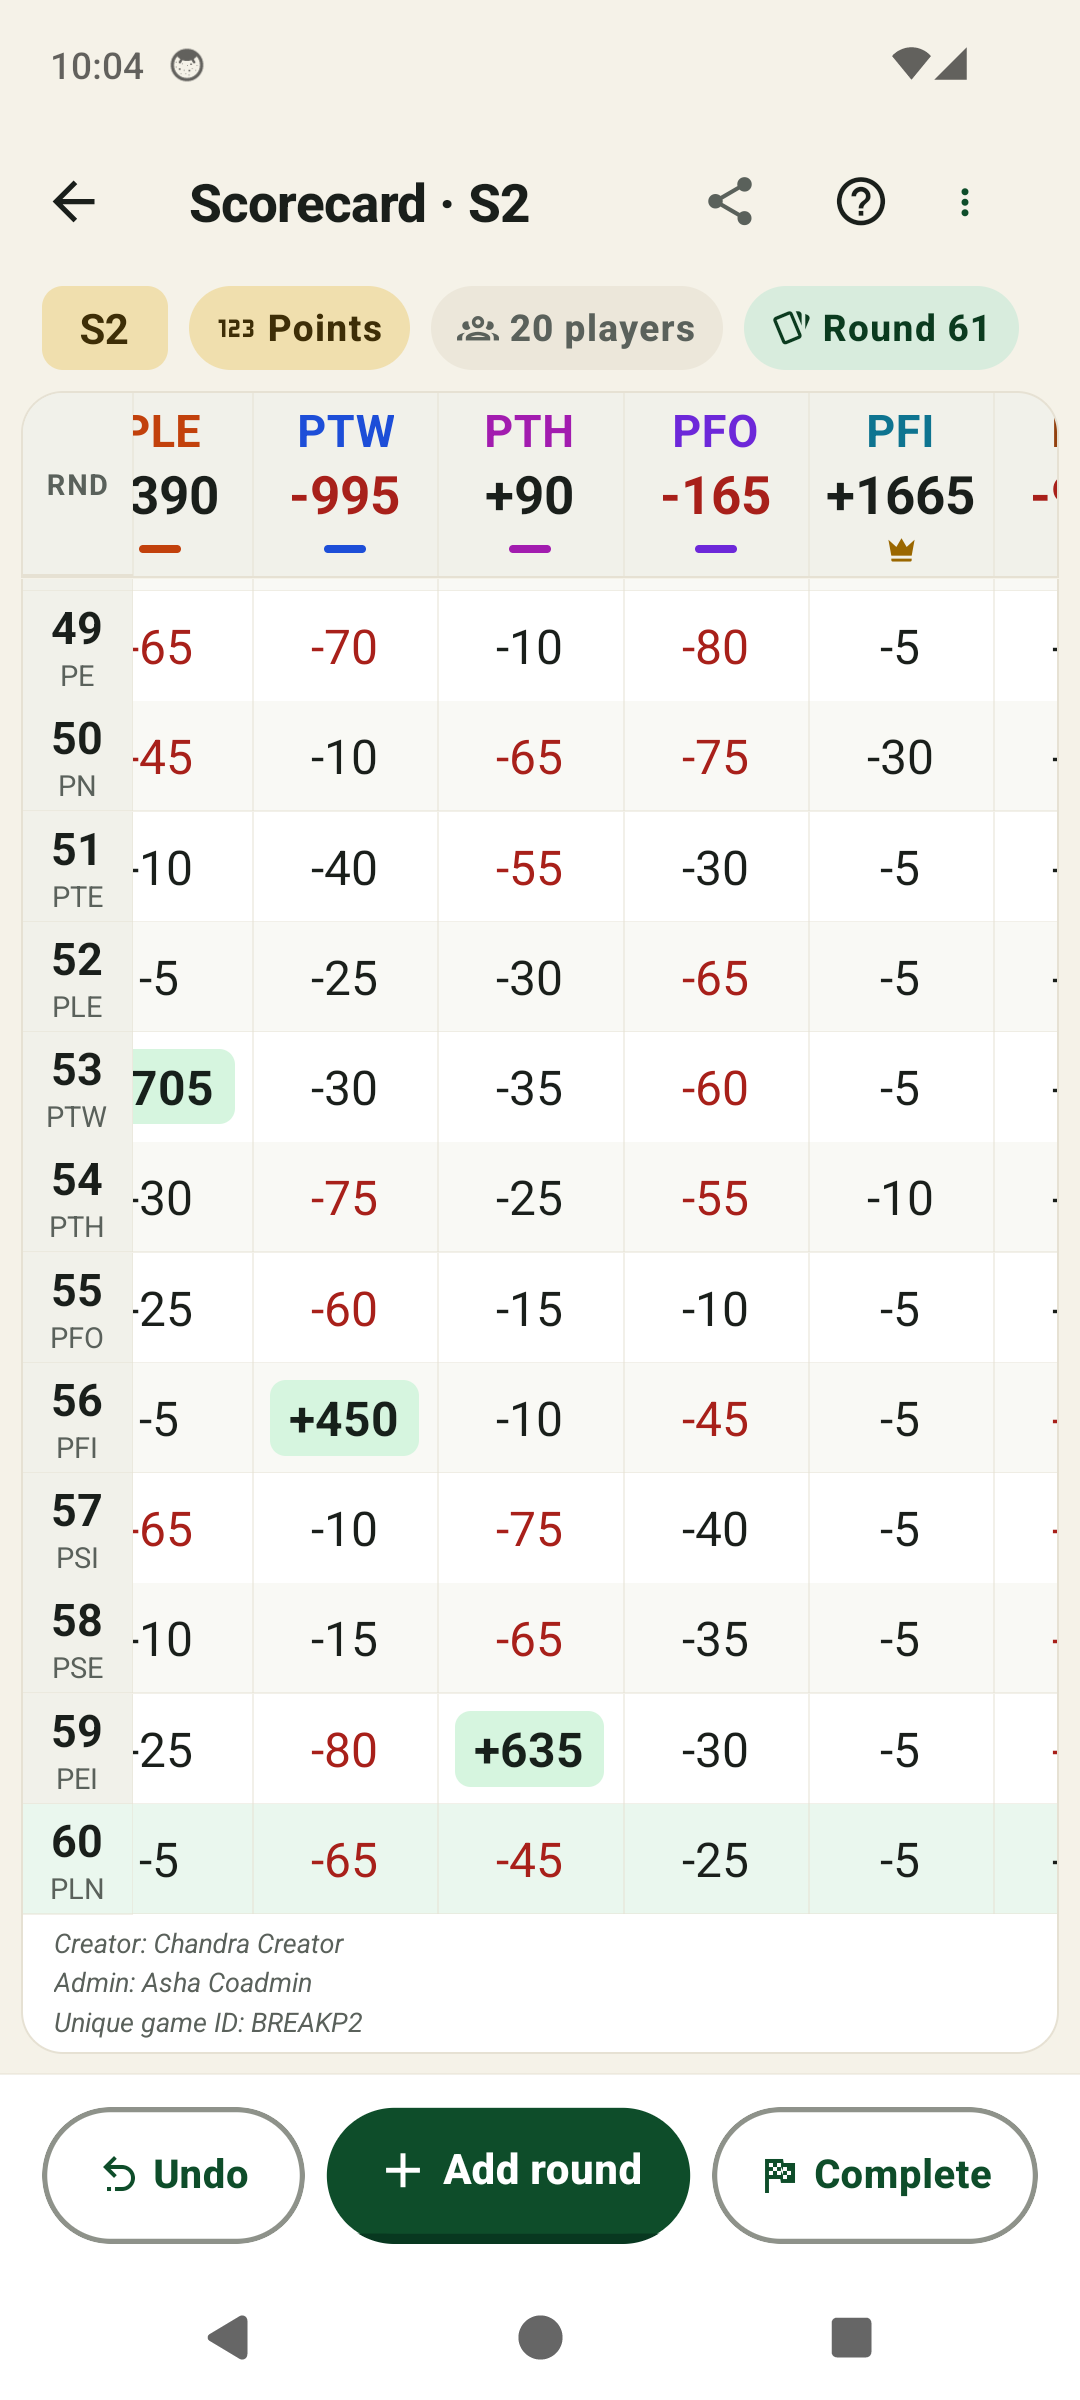 10:04
Scorecard · S2
S2 123 Points 20 players Round 61
RND PLE PTW PTH PFO PFI
390 -995 +90 -165 +1665
49 PE -65 -70 -10 -80 -5
50 PN -45 -10 -65 -75 -30
51 PTE -10 -40 -55 -30 -5
52 PLE -5 -25 -30 -65 -5
53 PTW 705 -30 -35 -60 -5
54 PTH -30 -75 -25 -55 -10
55 PFO -25 -60 -15 -10 -5
56 PFI -5 +450 -10 -45 -5
57 PSI -65 -10 -75 -40 -5
58 PSE -10 -15 -65 -35 -5
59 PEI -25 -80 +635 -30 -5
60 PLN -5 -65 -45 -25 -5
Creator: Chandra Creator
Admin: Asha Coadmin
Unique game ID: BREAKP2
Undo + Add round Complete